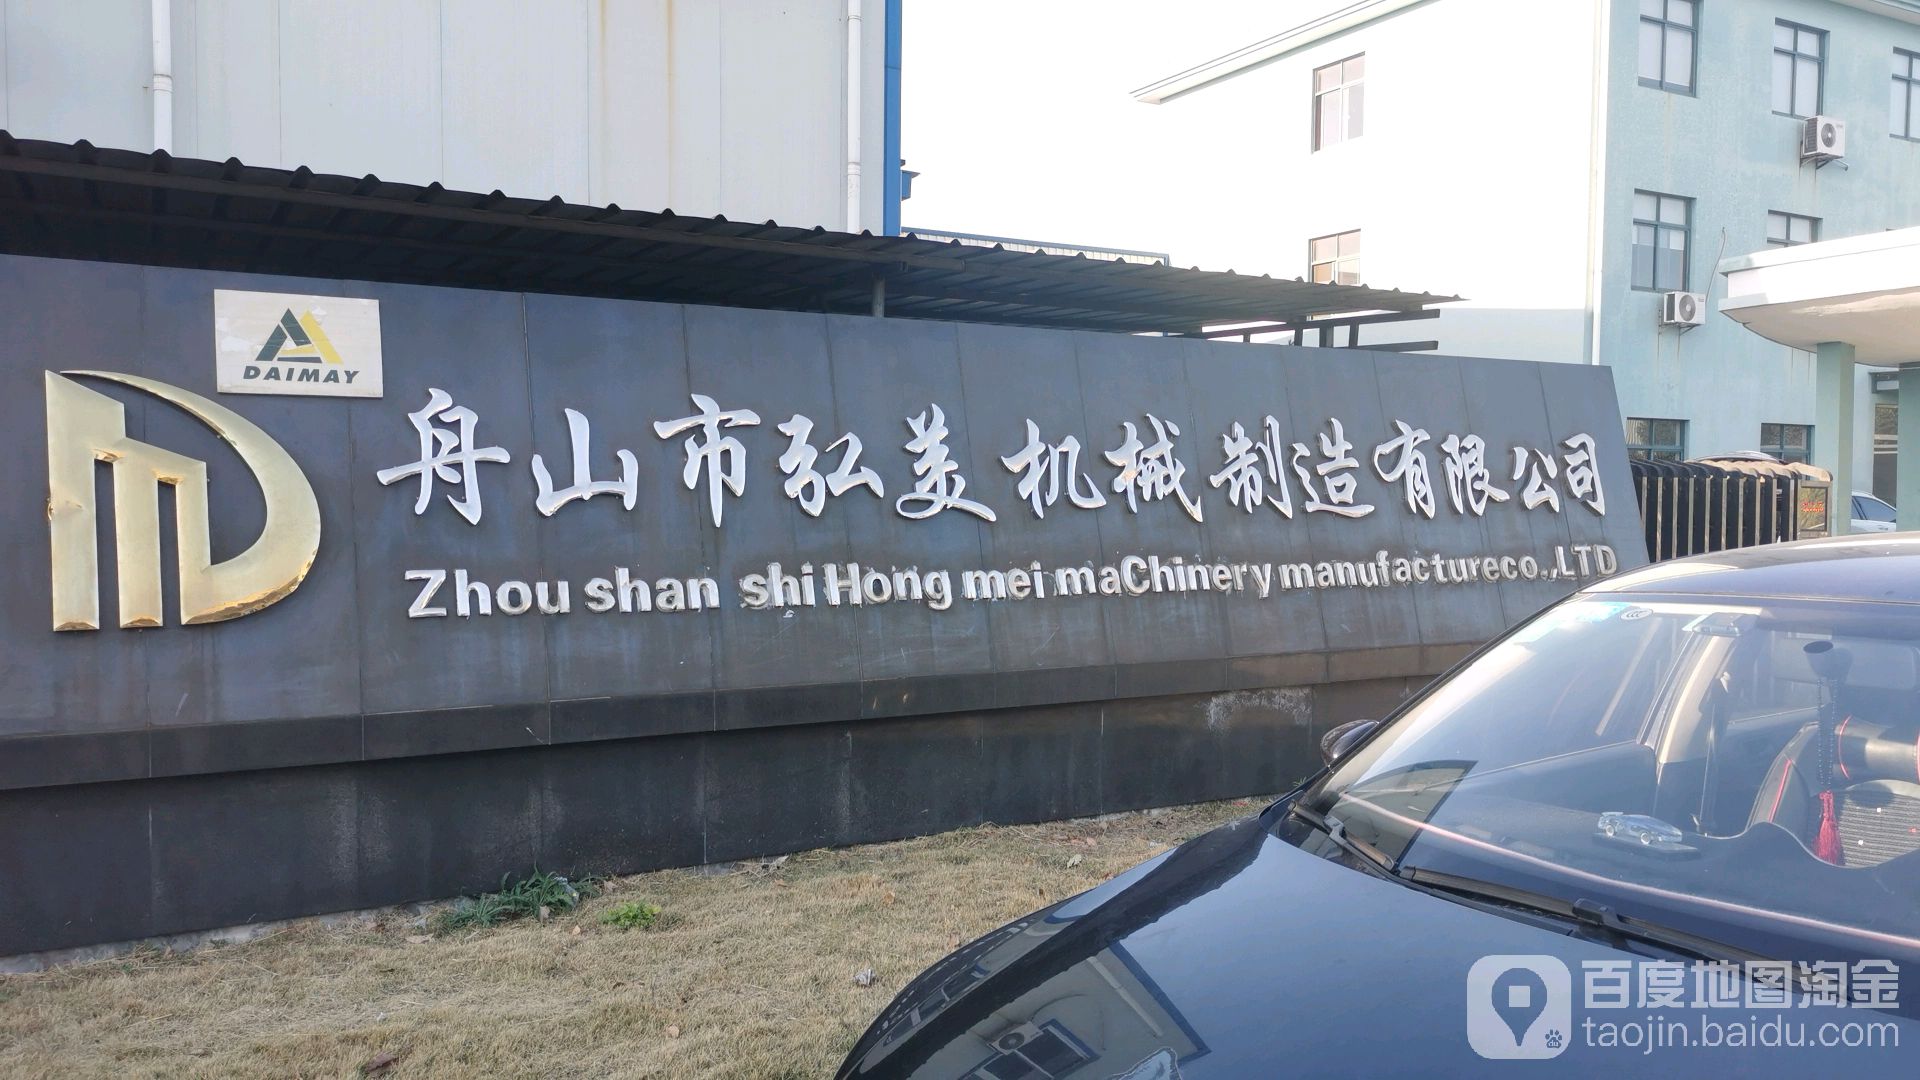 DAIMAY
舟山市弘美机械制造有限公司
Zhou shan shi Hong mei maChinery manufactureco.,LTD
百度地图淘金
taojin.baidu.com